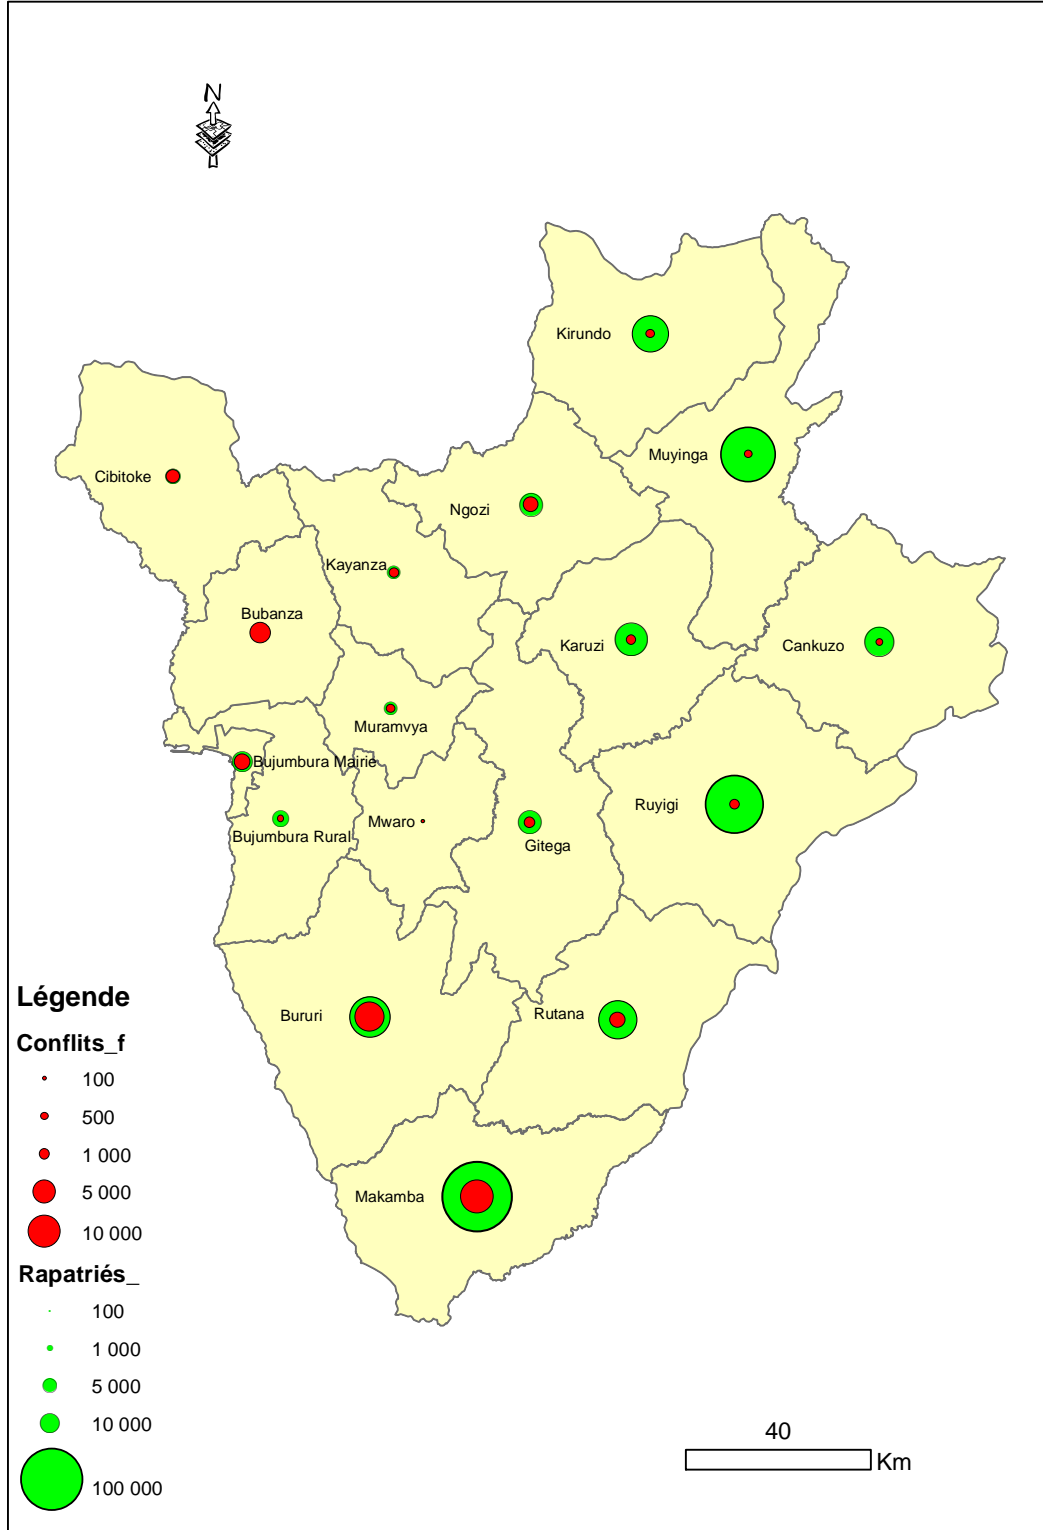 N
Kirundo
Muyinga
Cibitoke
Ngozi
Kayanza
Bubanza
Karuzi
Cankuzo
Muramvya
Bujumbura Mairie
Ruyigi
Mwaro
Bujumbura Rural
Gitega
Bururi
Rutana
Makamba
Légende
Conflits_f
100
500
1 000
5 000
10 000
Rapatriés_
100
1 000
5 000
10 000
100 000
40
Km